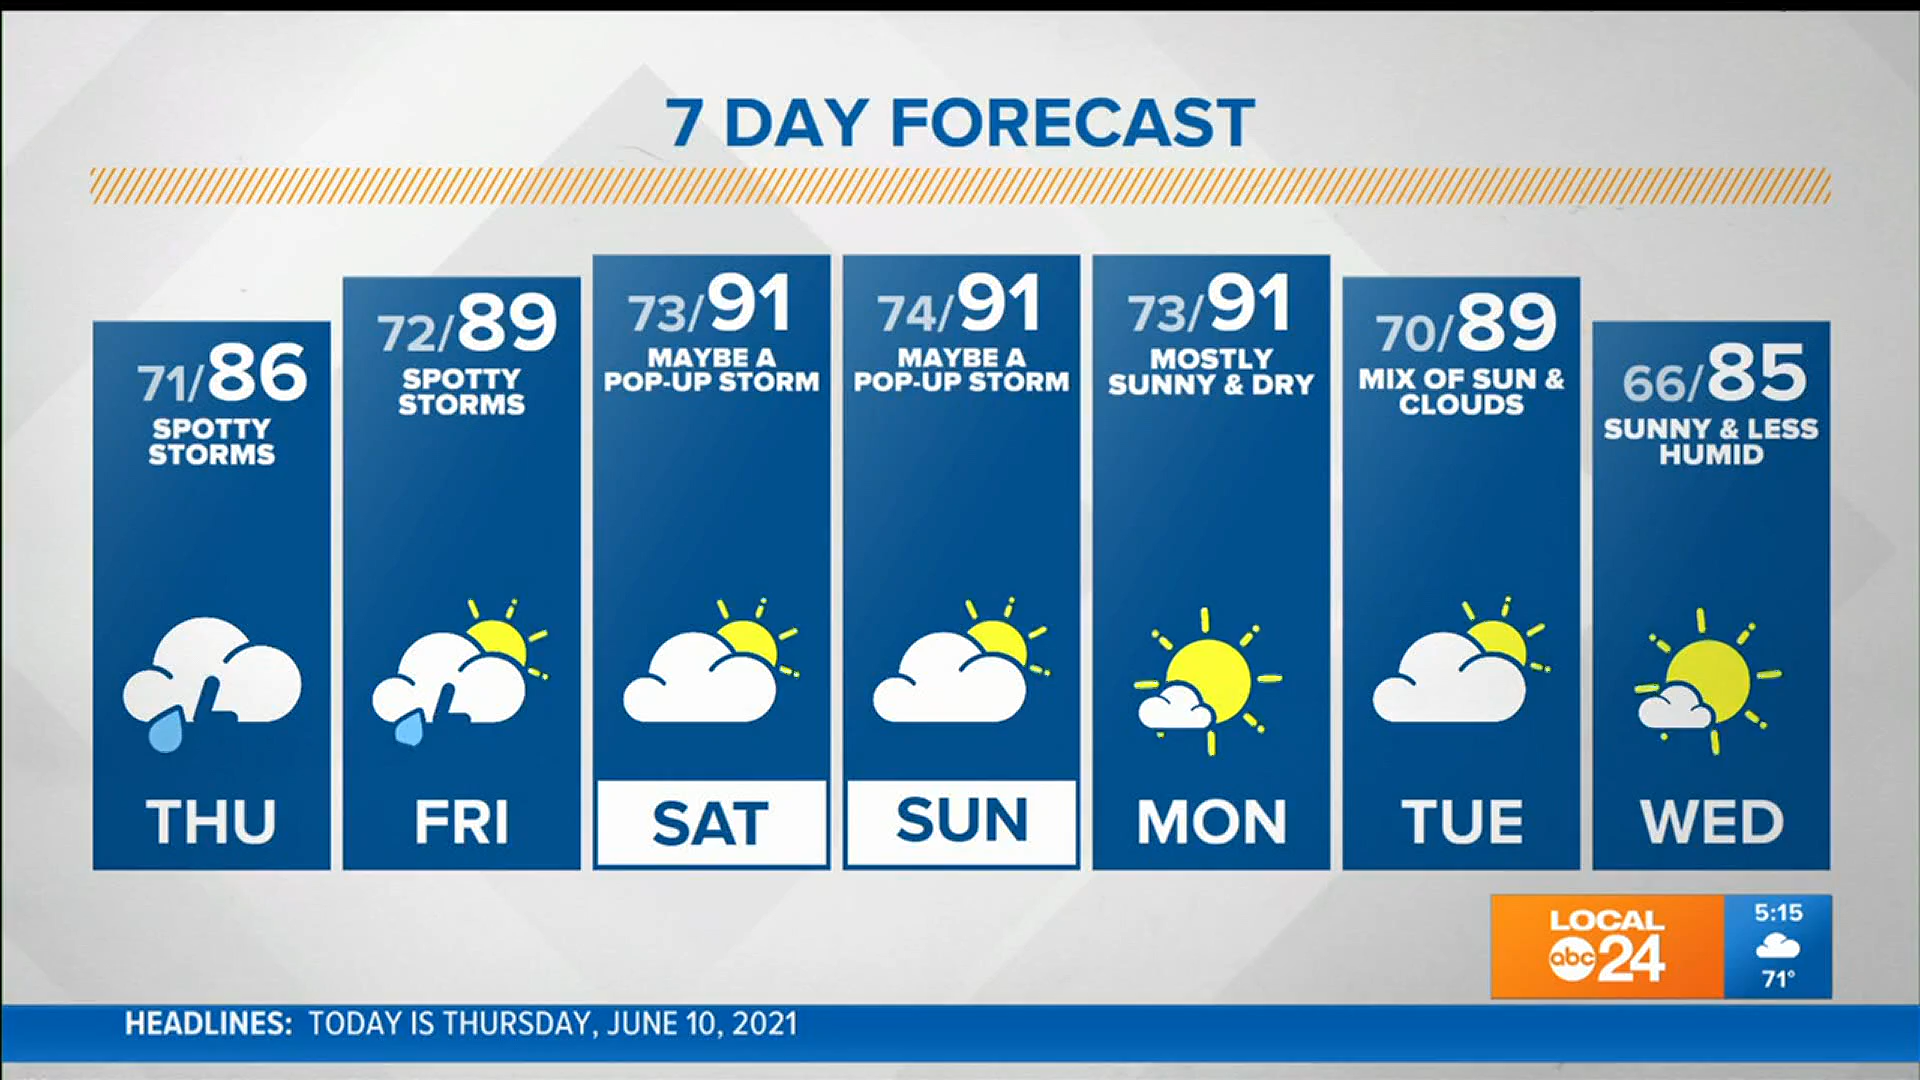 7 DAY FORECAST
71/86
SPOTTY
STORMS
THU
72/89
SPOTTY
STORMS
FRI
73/91
MAYBE A
POP-UP STORM
SAT
74/91
MAYBE A
POP-UP STORM
SUN
73/91
MOSTLY
SUNNY & DRY
MON
70/89
MIX OF SUN &
CLOUDS
TUE
66/85
SUNNY & LESS
HUMID
WED
LOCAL
abc 24
5:15
71°
HEADLINES: TODAY IS THURSDAY, JUNE 10, 2021